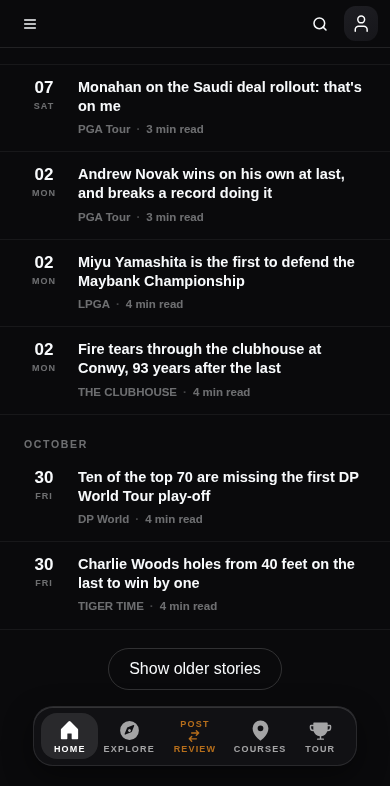 07
SAT
Monahan on the Saudi deal rollout: that's
on me
PGA Tour · 3 min read
02
MON
Andrew Novak wins on his own at last,
and breaks a record doing it
PGA Tour · 3 min read
02
MON
Miyu Yamashita is the first to defend the
Maybank Championship
LPGA · 4 min read
02
MON
Fire tears through the clubhouse at
Conwy, 93 years after the last
THE CLUBHOUSE · 4 min read
OCTOBER
30
FRI
Ten of the top 70 are missing the first DP
World Tour play-off
DP World · 4 min read
30
FRI
Charlie Woods holes from 40 feet on the
last to win by one
TIGER TIME · 4 min read
Show older stories
HOME
EXPLORE
POST
REVIEW
COURSES
TOUR